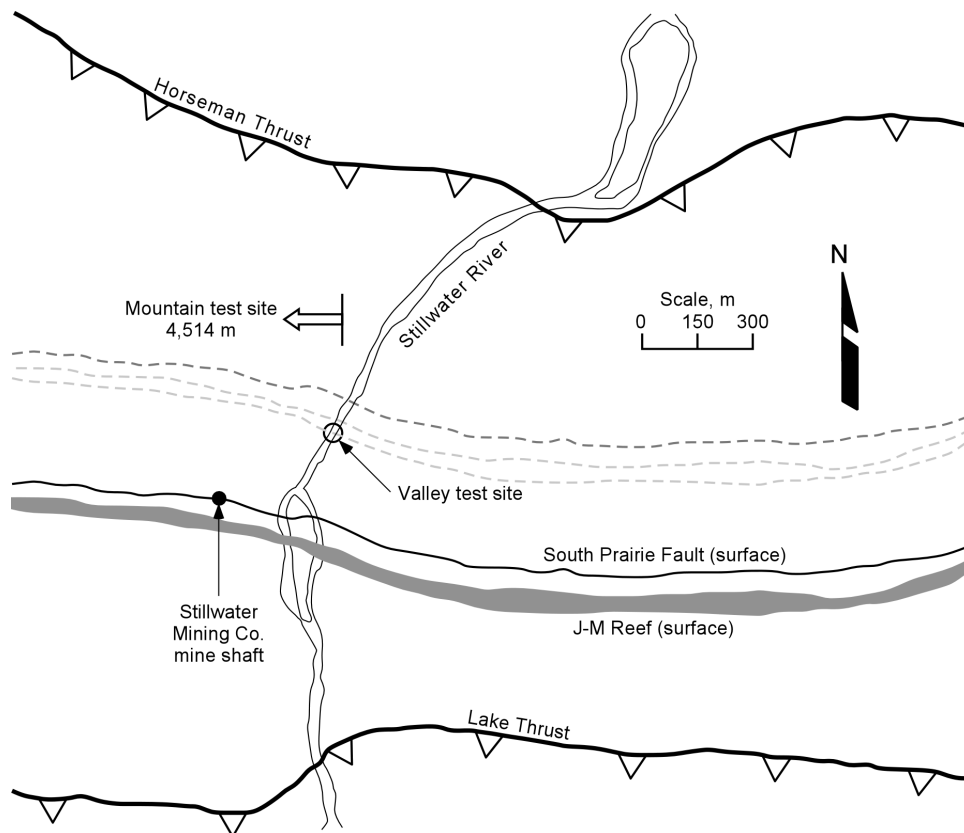 Horseman Thrust
Stillwater River
N
Mountain test site
4,514 m
Scale, m
0 150 300
Valley test site
South Prairie Fault (surface)
Stillwater
Mining Co.
mine shaft
J-M Reef (surface)
Lake Thrust